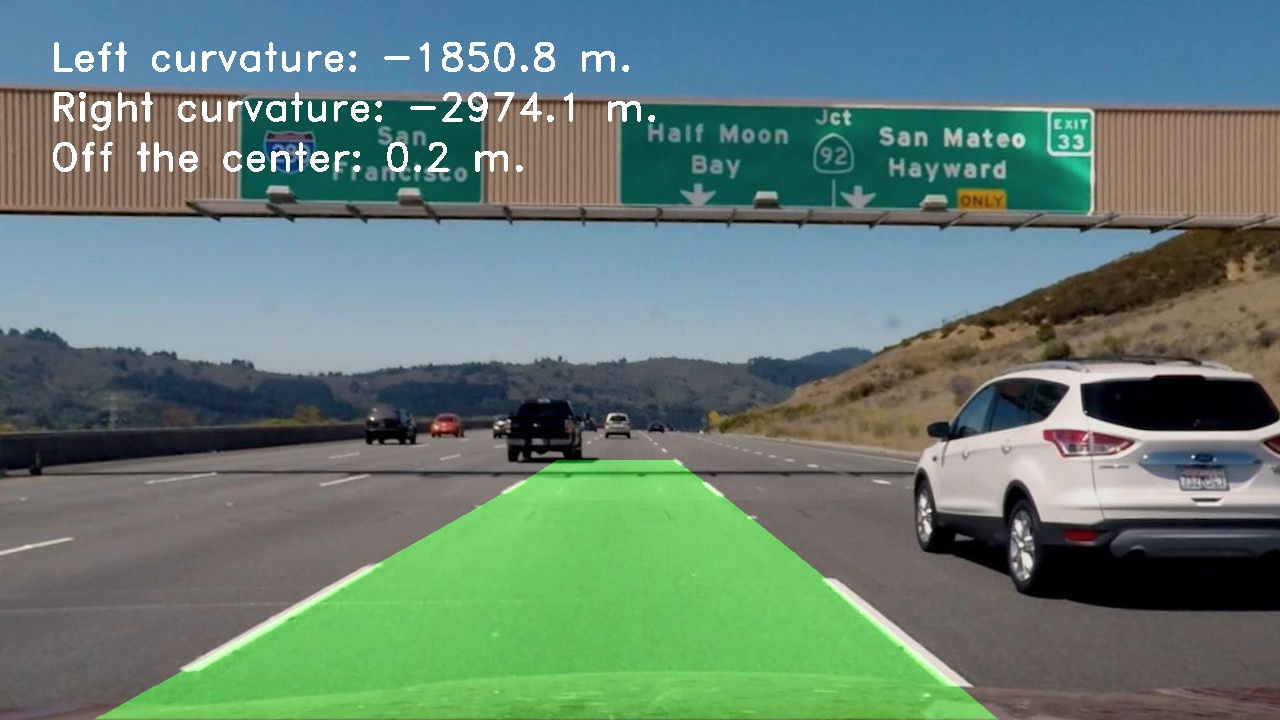 Left curvature: -1850.8 m.
Right curvature: -2974.1 m.
Off the center: 0.2 m.
San
Francisco
Half Moon
Bay
Jct
92
San Mateo
Hayward
EXIT
33
ONLY